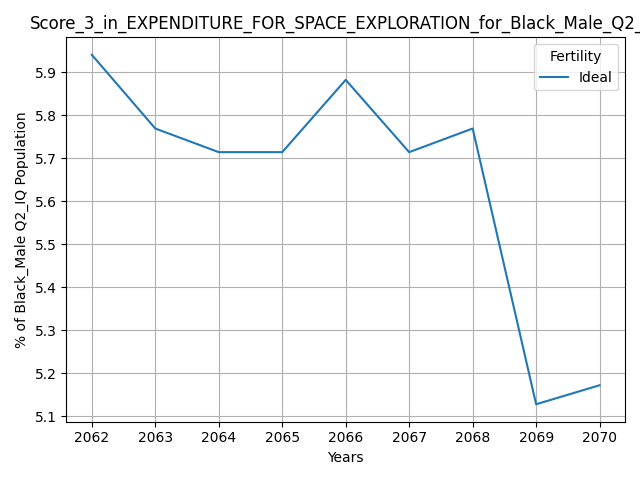 Score_3_in_EXPENDITURE_FOR_SPACE_EXPLORATION_for_Black_Male_Q2_
Fertility
Ideal
% of Black_Male Q2_IQ Population
5.9
5.8
5.7
5.6
5.5
5.4
5.3
5.2
5.1
2062 2063 2064 2065 2066 2067 2068 2069 2070
Years